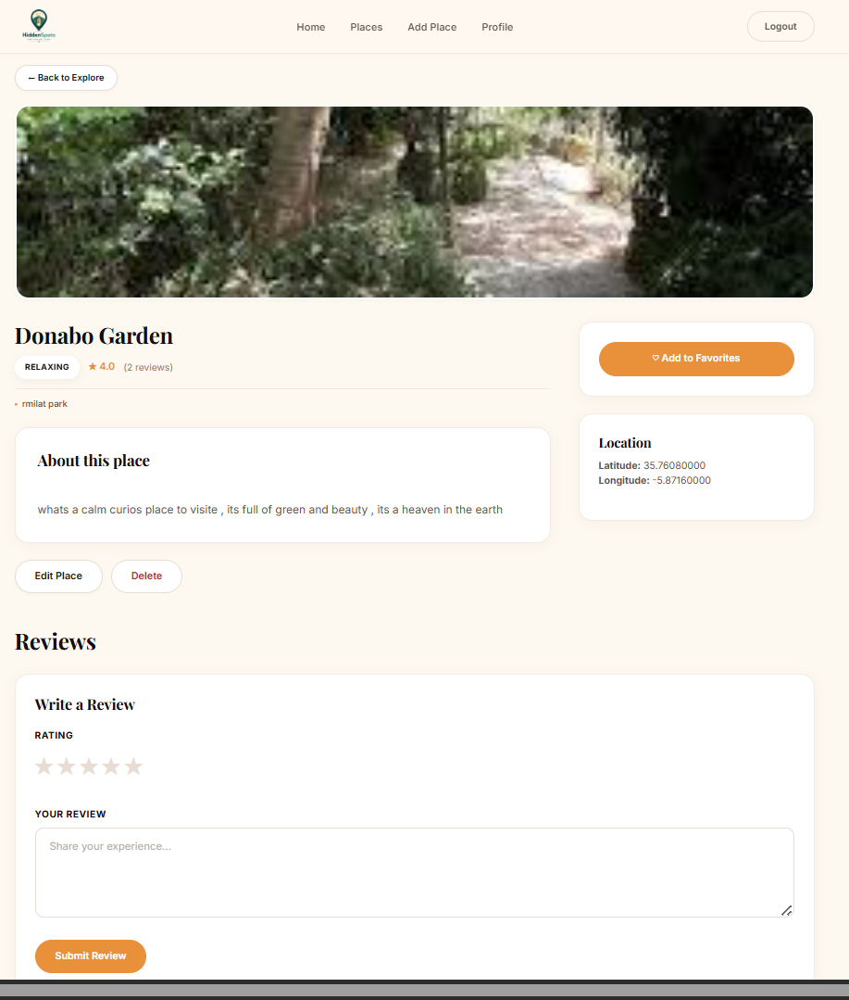 HiddenSpots
Home Places Add Place Profile
Logout
← Back to Explore
Donabo Garden
RELAXING ★ 4.0 (2 reviews)
• rmilat park
♡ Add to Favorites
Location
Latitude: 35.76080000
Longitude: -5.87160000
About this place
whats a calm curios place to visite , its full of green and beauty , its a heaven in the earth
Edit Place Delete
Reviews
Write a Review
RATING
★★★★★
YOUR REVIEW
Share your experience...
Submit Review